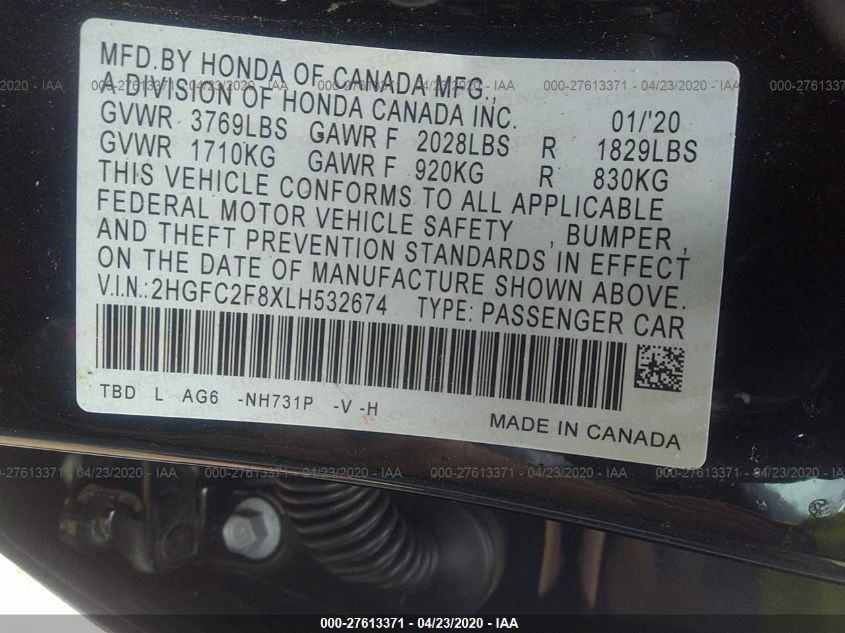 MFD.BY HONDA OF CANADA MFG.,
A DIVISION OF HONDA CANADA INC. 01/'20
GVWR 3769LBS GAWR F 2028LBS R 1829LBS
GVWR 1710KG GAWR F 920KG R 830KG
THIS VEHICLE CONFORMS TO ALL APPLICABLE
FEDERAL MOTOR VEHICLE SAFETY , BUMPER ,
AND THEFT PREVENTION STANDARDS IN EFFECT
ON THE DATE OF MANUFACTURE SHOWN ABOVE.
V.I.N.:2HGFC2F8XLH532674 TYPE: PASSENGER CAR
TBD L AG6 -NH731P -V -H
MADE IN CANADA
000-27613371 - 04/23/2020 - IAA